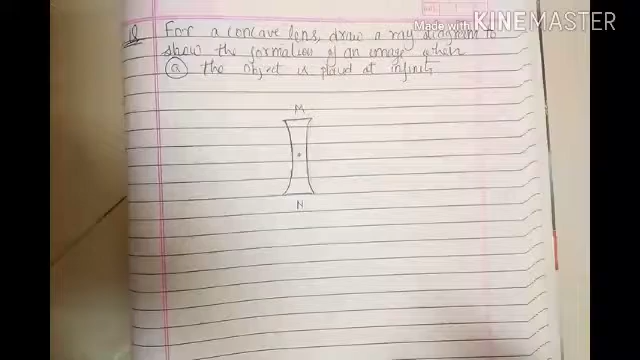 Made with KINEMASTER
Q For a concave lens, draw a ray diagram to
show the formation of an image when
(a) the object is placed at infinity
M
N